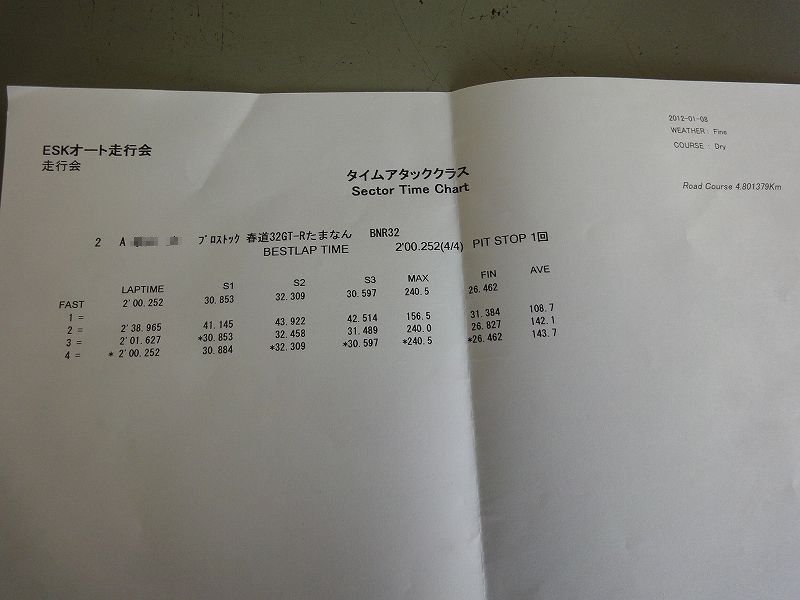 2012-01-08
WEATHER : Fine
COURSE : Dry
ESKオート走行会
走行会
タイムアタッククラス
Sector Time Chart
Road Course 4.801379Km
2 A プロストック 春道32GT-Rたまなん BNR32
BESTLAP TIME 2'00.252(4/4) PIT STOP 1回
LAPTIME S1 S2 S3 MAX FIN AVE
FAST 2'00.252 30.853 32.309 30.597 240.5 26.462
1 =
2 = 2'38.965 41.145 43.922 42.514 156.5 31.384 108.7
3 = 2'01.627 *30.853 32.458 31.489 240.0 26.827 142.1
4 = * 2'00.252 30.884 *32.309 *30.597 *240.5 *26.462 143.7